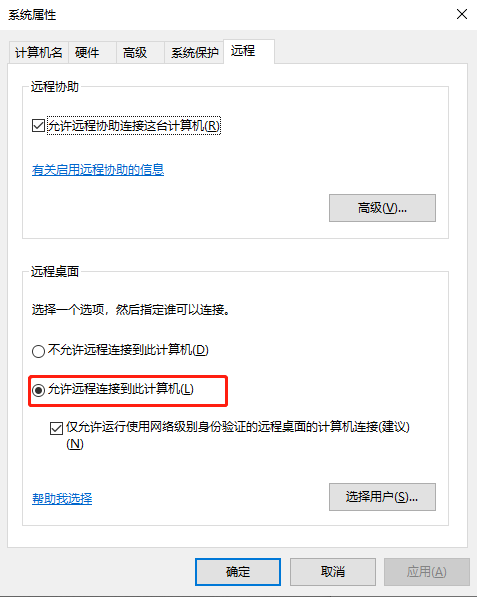 系统属性
计算机名 硬件 高级 系统保护 远程
远程协助
允许远程协助连接这台计算机(R)
有关启用远程协助的信息
高级(V)...
远程桌面
选择一个选项，然后指定谁可以连接。
不允许远程连接到此计算机(D)
允许远程连接到此计算机(L)
仅允许运行使用网络级别身份验证的远程桌面的计算机连接(建议)
(N)
帮助我选择
选择用户(S)...
确定 取消 应用(A)